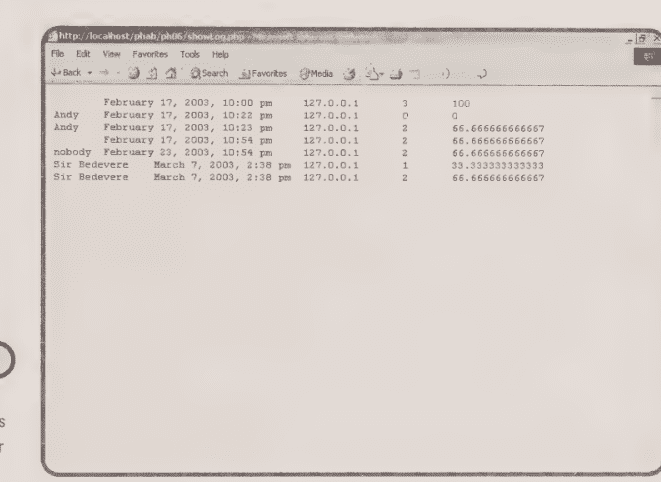 http://localhost/phab/ph06/showLog.php - Microsoft Internet
File Edit View Favorites Tools Help
Back Search Favorites Media
February 17, 2003, 10:00 pm 127.0.0.1 3 100
Andy February 17, 2003, 10:22 pm 127.0.0.1 0 0
Andy February 17, 2003, 10:23 pm 127.0.0.1 2 66.666666666667
February 17, 2003, 10:54 pm 127.0.0.1 2 66.666666666667
nobody February 23, 2003, 10:54 pm 127.0.0.1 2 66.666666666667
Sir Bedevere March 7, 2003, 2:38 pm 127.0.0.1 1 33.333333333333
Sir Bedevere March 7, 2003, 2:38 pm 127.0.0.1 2 66.666666666667
s
r